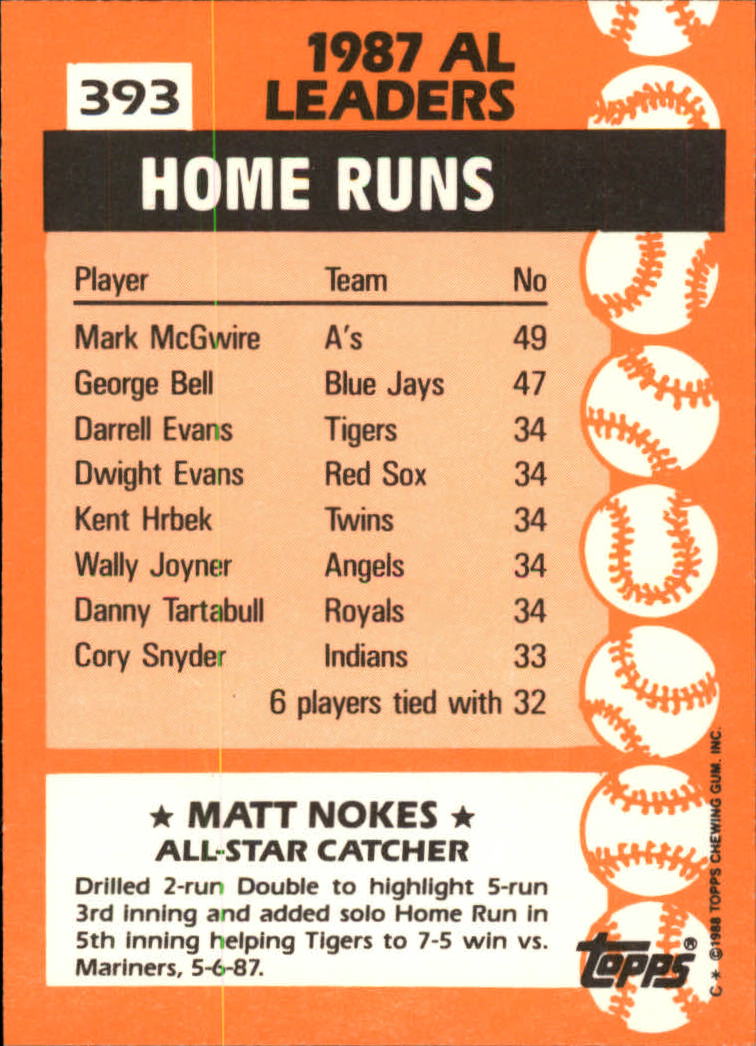 393
1987 AL
LEADERS
HOME RUNS
Player Team No
Mark McGwire A's 49
George Bell Blue Jays 47
Darrell Evans Tigers 34
Dwight Evans Red Sox 34
Kent Hrbek Twins 34
Wally Joyner Angels 34
Danny Tartabull Royals 34
Cory Snyder Indians 33
6 players tied with 32
★ MATT NOKES ★
ALL-STAR CATCHER
Drilled 2-run Double to highlight 5-run
3rd inning and added solo Home Run in
5th inning helping Tigers to 7-5 win vs.
Mariners, 5-6-87.
topps®
C * ©1988 TOPPS CHEWING GUM, INC.